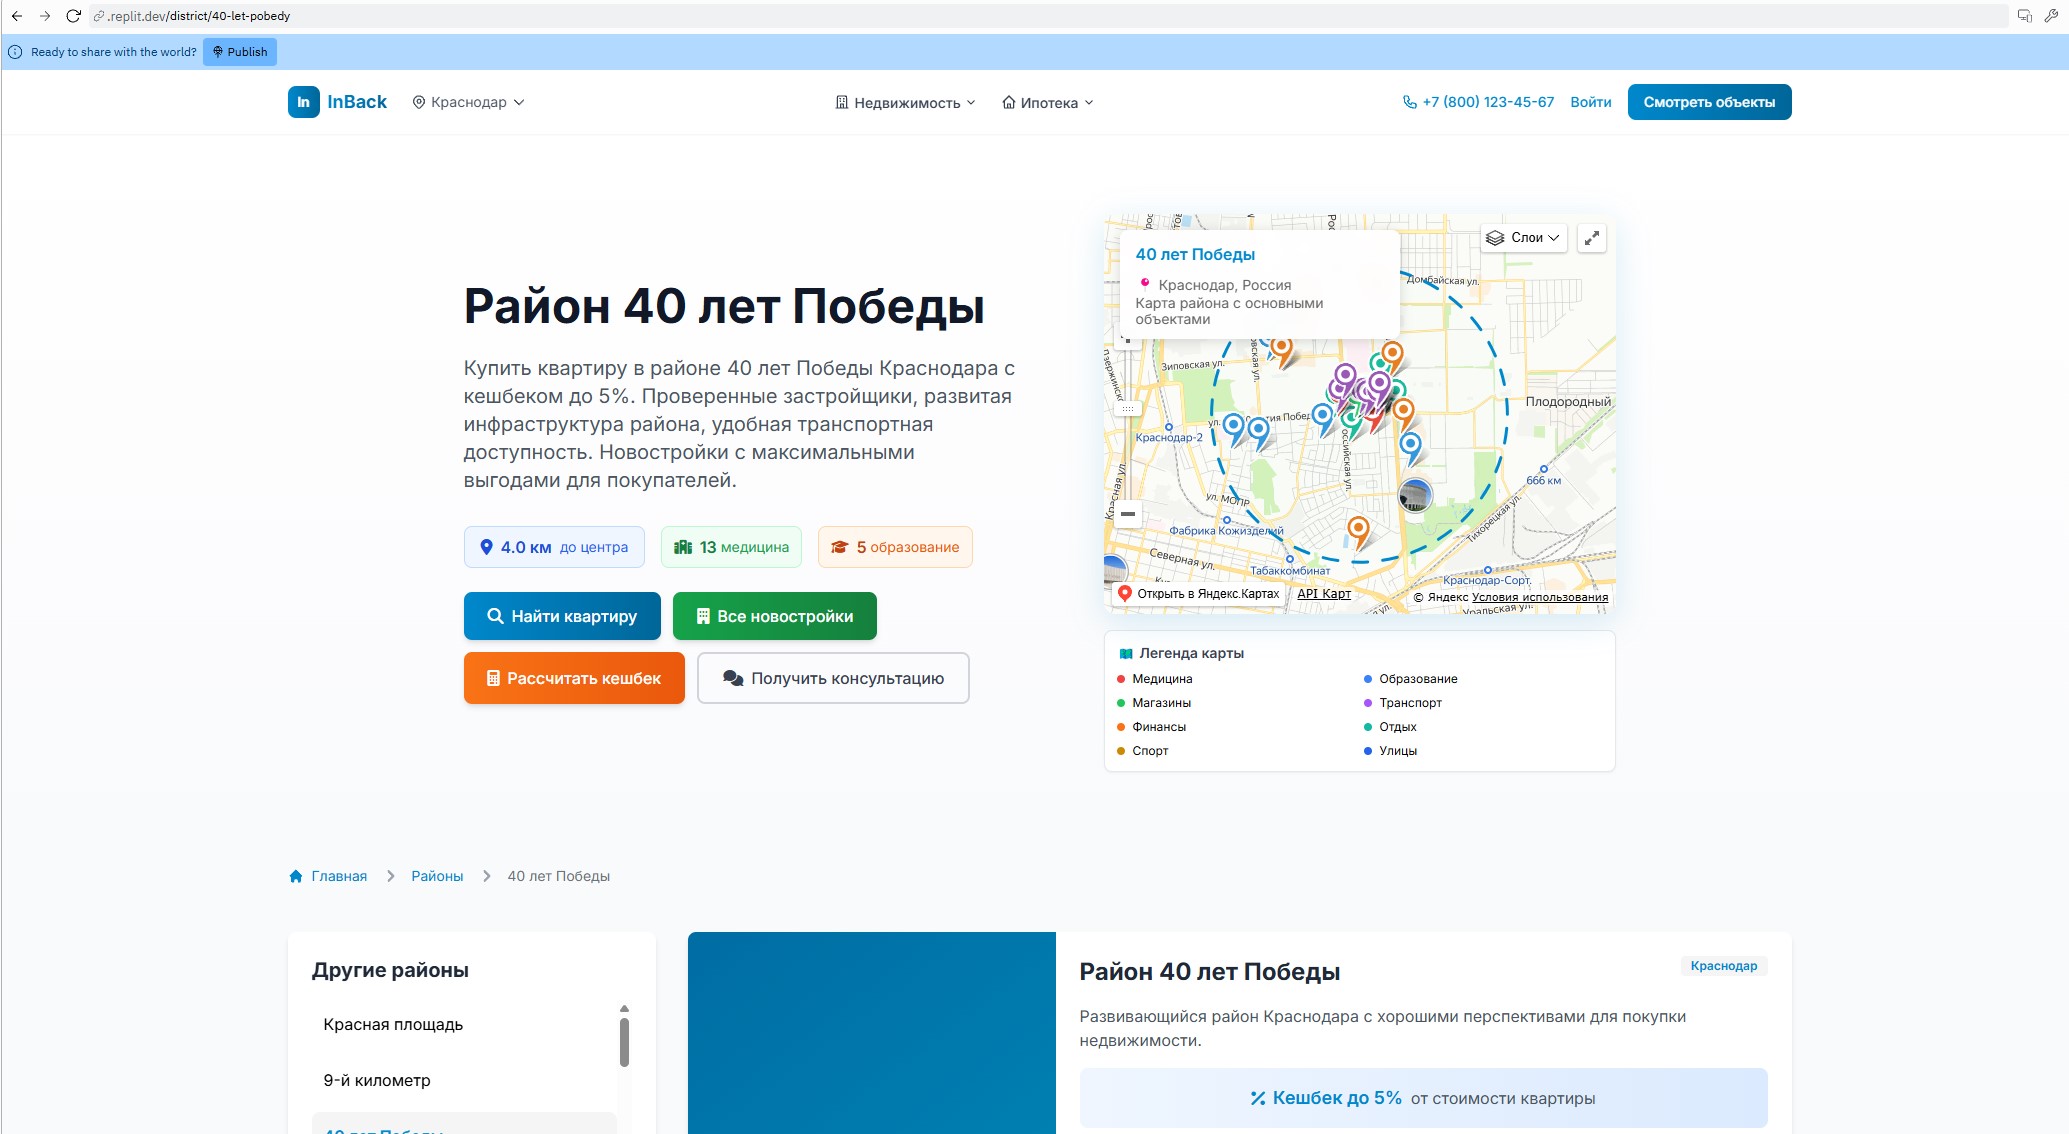 .replit.dev/district/40-let-pobedy
Ready to share with the world?
Publish
In
InBack
Краснодар
Недвижимость
Ипотека
+7 (800) 123-45-67
Войти
Смотреть объекты
Район 40 лет Победы
Купить квартиру в районе 40 лет Победы Краснодара с
кешбеком до 5%. Проверенные застройщики, развитая
инфраструктура района, удобная транспортная
доступность. Новостройки с максимальными
выгодами для покупателей.
4.0 км до центра
13 медицина
5 образование
Найти квартиру
Все новостройки
Рассчитать кешбек
Получить консультацию
40 лет Победы
Краснодар, Россия
Карта района с основными
объектами
Слои
Домбайская ул.
Зиповская ул.
Плодородный
Краснодар-2
Красная ул.
666 км
ул. МОПР
Фабрика Кожизделий
Тихорецкая ул.
Северная ул.
Табаккомбинат
Краснодар-Сорт.
Уральская ул.
Открыть в Яндекс.Картах
API Карт
© Яндекс Условия использования
Легенда карты
Медицина
Образование
Магазины
Транспорт
Финансы
Отдых
Спорт
Улицы
Главная
Районы
40 лет Победы
Другие районы
Красная площадь
9-й километр
40 лет Победы
Район 40 лет Победы
Краснодар
Развивающийся район Краснодара с хорошими перспективами для покупки
недвижимости.
Кешбек до 5% от стоимости квартиры